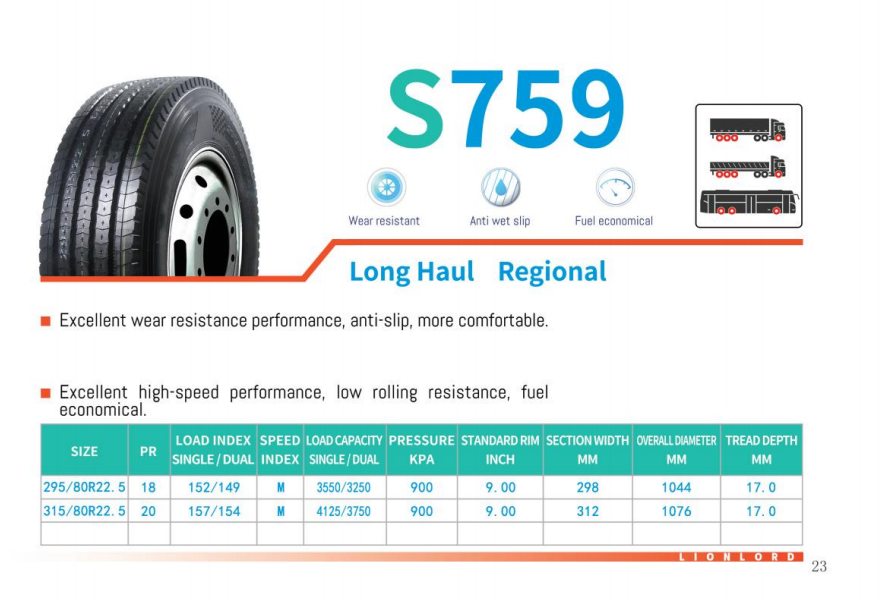 S759
Wear resistant
Anti wet slip
Fuel economical
Long Haul Regional
Excellent wear resistance performance, anti-slip, more comfortable.
Excellent high-speed performance, low rolling resistance, fuel
economical.
SIZE PR LOAD INDEX SINGLE / DUAL SPEED INDEX LOAD CAPACITY SINGLE / DUAL PRESSURE KPA STANDARD RIM INCH SECTION WIDTH MM OVERALL DIAMETER MM TREAD DEPTH MM
295/80R22.5 18 152/149 M 3550/3250 900 9.00 298 1044 17.0
315/80R22.5 20 157/154 M 4125/3750 900 9.00 312 1076 17.0
LIONLORD
23